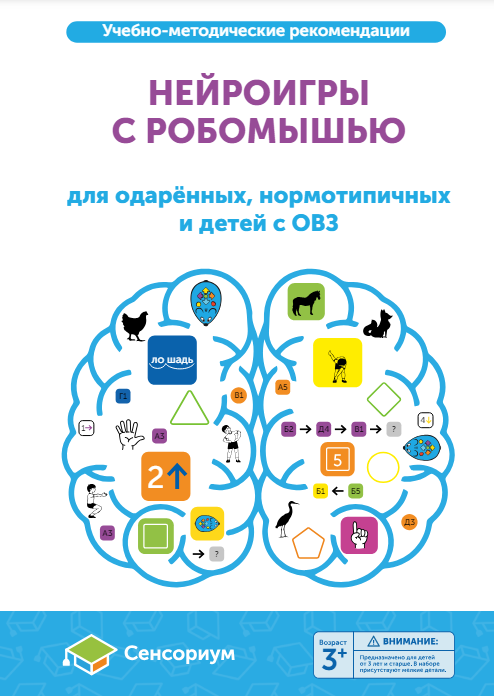 Учебно-методические рекомендации
НЕЙРОИГРЫ
С РОБОМЫШЬЮ
для одарённых, нормотипичных
и детей с ОВЗ
ло шадь
Г1
В1
А5
1→
4↓
А3
Б2 → Д4 → В1 → ?
2↑
5
Б1 ← Б5
А3
→ ?
Д3
Сенсориум
Возраст
3+
ВНИМАНИЕ:
Предназначено для детей
от 3 лет и старше. В наборе
присутствуют мелкие детали.